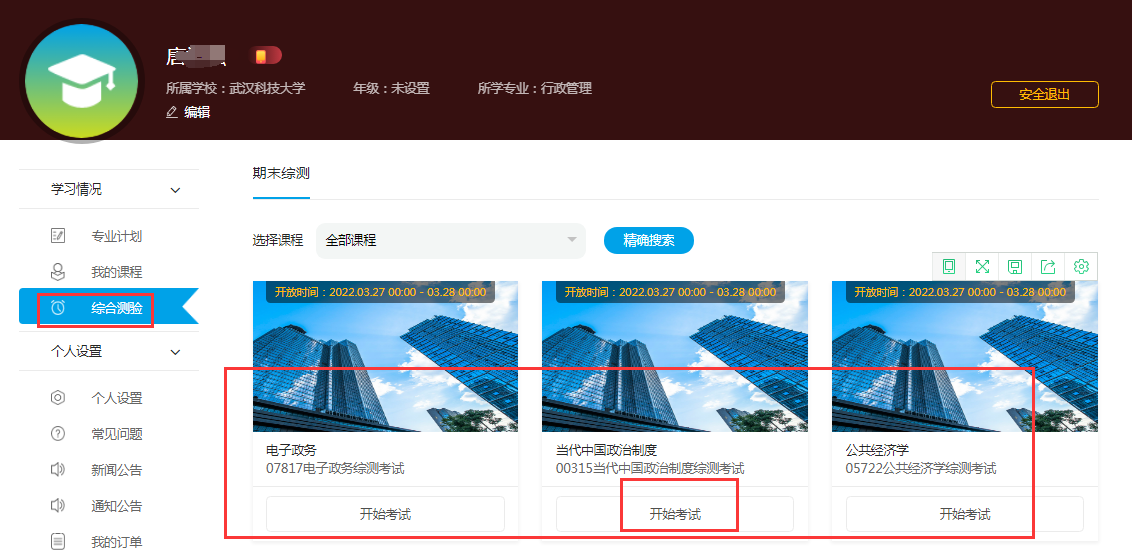 唐
所属学校：武汉科技大学 年级：未设置 所学专业：行政管理
编辑
安全退出
学习情况
专业计划
我的课程
综合测验
个人设置
个人设置
常见问题
新闻公告
通知公告
我的订单
期末综测
选择课程 全部课程 精确搜索
开放时间：2022.03.27 00:00 - 03.28 00:00
电子政务
07817电子政务综测考试
开始考试
开放时间：2022.03.27 00:00 - 03.28 00:00
当代中国政治制度
00315当代中国政治制度综测考试
开始考试
开放时间：2022.03.27 00:00 - 03.28 00:00
公共经济学
05722公共经济学综测考试
开始考试